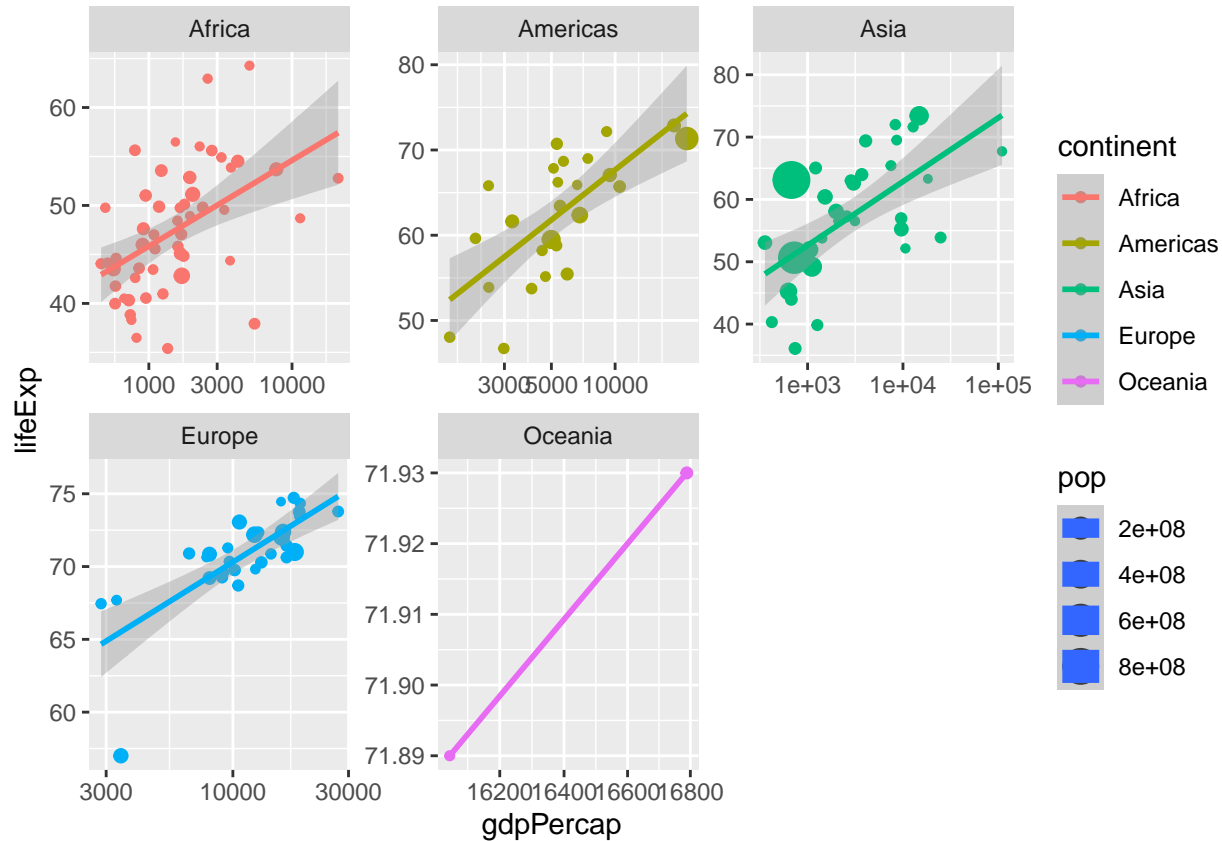 Africa
Americas
Asia
60
50
40
1000
3000
10000
80
70
60
50
3000
5000
10000
80
70
60
50
40
1e+03
1e+04
1e+05
lifeExp
Europe
Oceania
75
70
65
60
3000
10000
30000
71.93
71.92
71.91
71.90
71.89
16200
16400
16600
16800
gdpPercap
continent
Africa
Americas
Asia
Europe
Oceania
pop
2e+08
4e+08
6e+08
8e+08